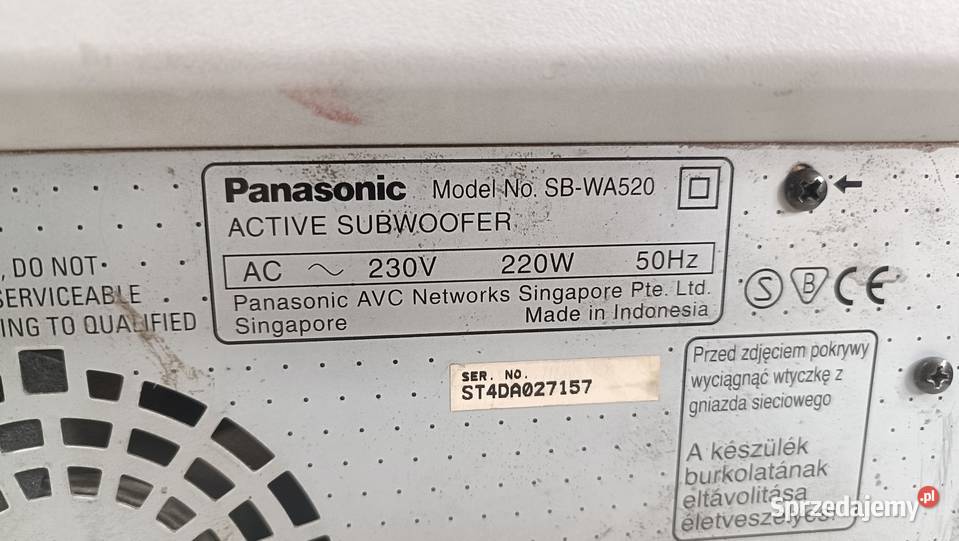 Panasonic Model No. SB-WA520
ACTIVE SUBWOOFER
AC ~ 230V 220W 50Hz
Panasonic AVC Networks Singapore Pte. Ltd.
Singapore Made in Indonesia
, DO NOT
SERVICEABLE
ING TO QUALIFIED
S B CE
SER. NO.
ST4DA027157
Przed zdjęciem pokrywy
wyciągnąć wtyczkę z
gniazda sieciowego
A készülék
burkolatának
eltávolítása
életveszélyes!
Sprzedajemy.pl